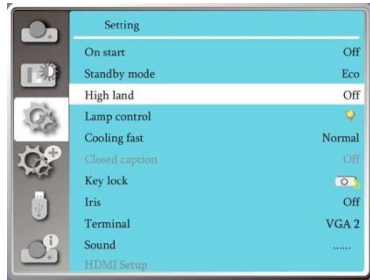 Setting
On start Off
Standby mode Eco
High land Off
Lamp control
Cooling fast Normal
Closed caption Off
Key lock
Iris Off
Terminal VGA 2
Sound ......
HDMI Setup